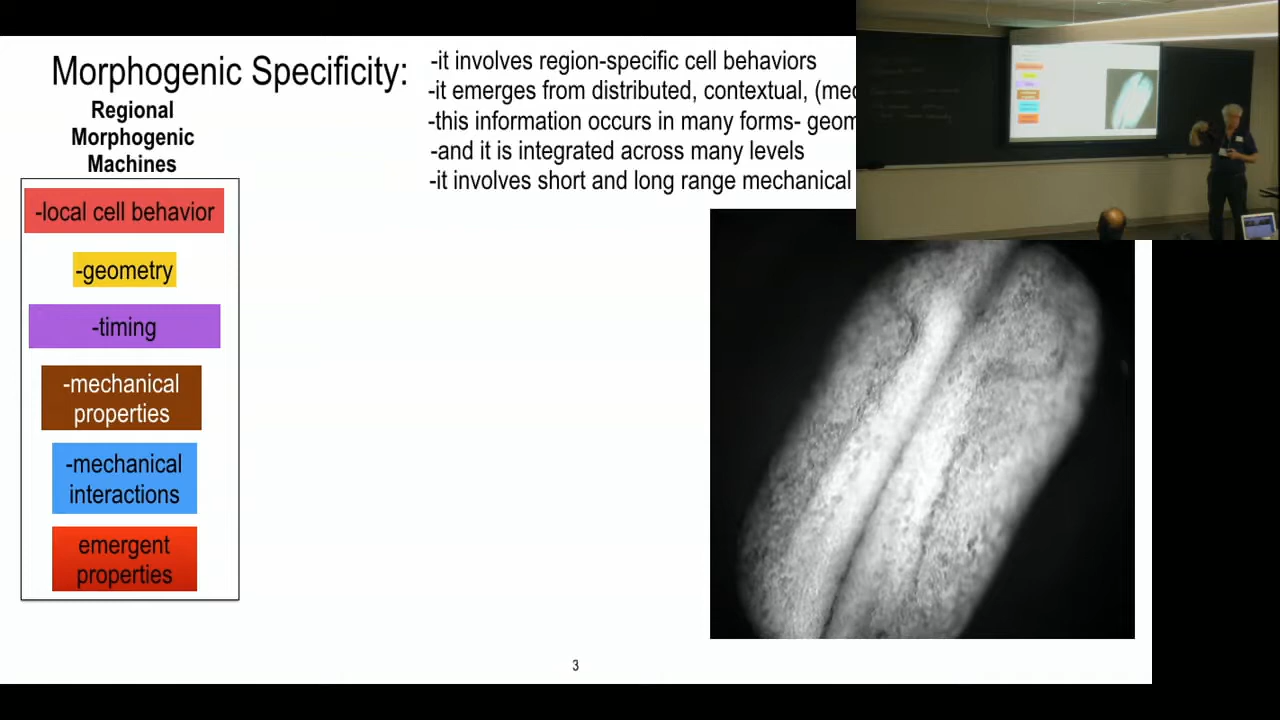 Morphogenic Specificity:
-it involves region-specific cell behaviors
-it emerges from distributed, contextual,
-this information occurs in many forms-
-and it is integrated across many levels
-it involves short and long range mechanical
Regional
Morphogenic
Machines
-local cell behavior
-geometry
-timing
-mechanical
properties
-mechanical
interactions
emergent
properties
3